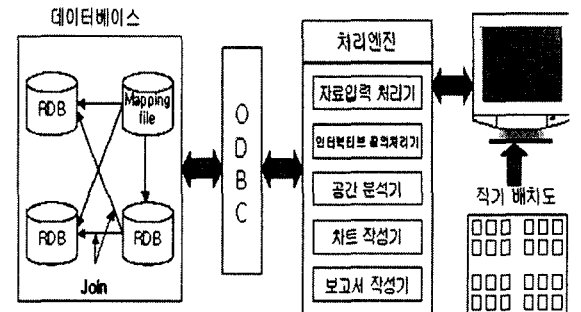 데이터베이스
RDB
Mapping
file
RDB
RDB
Join
O
D
B
C
처리엔진
자료입력 처리기
인터랙티브 질의처리기
공간 분석기
차트 작성기
보고서 작성기
직기 배치도